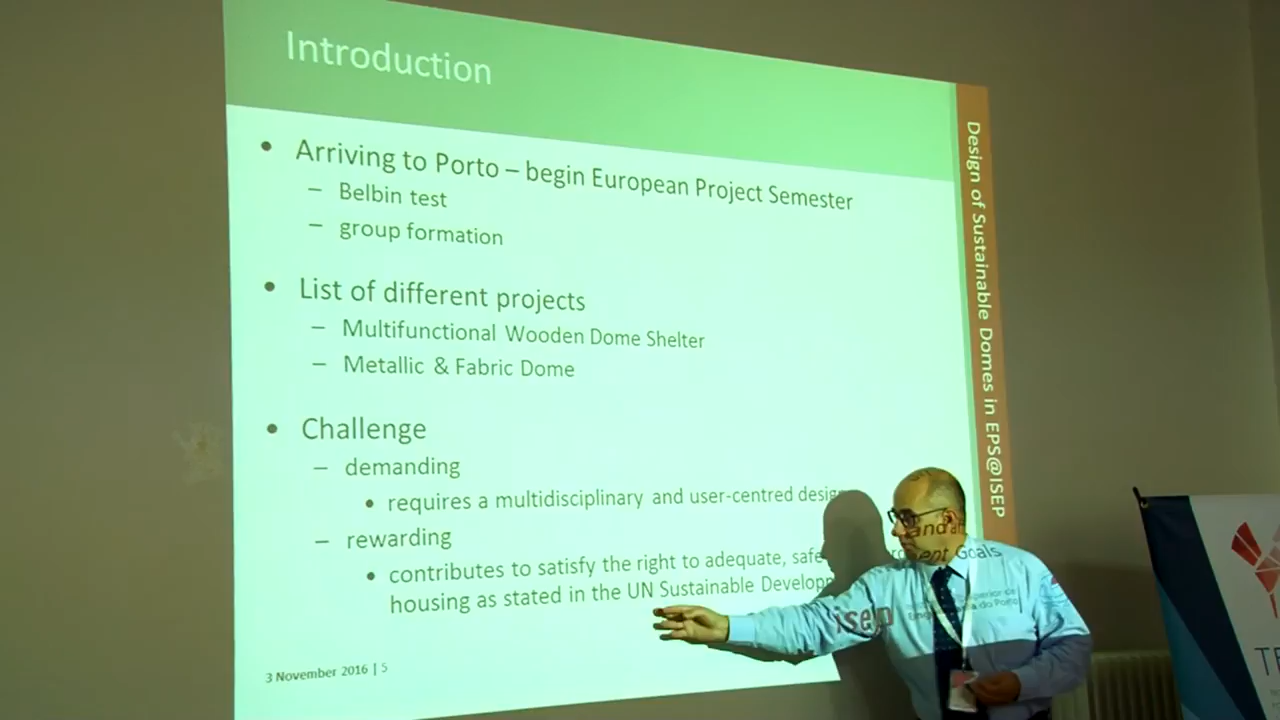 Introduction
• Arriving to Porto – begin European Project Semester
– Belbin test
– group formation
• List of different projects
– Multifunctional Wooden Dome Shelter
– Metallic & Fabric Dome
• Challenge
– demanding
• requires a multidisciplinary and user-centred design
– rewarding
• contributes to satisfy the right to adequate, safe and
housing as stated in the UN Sustainable Development Goals
3 November 2016 | 5
isep
do Porto
Design of Sustainable Domes in EPS@ISEP